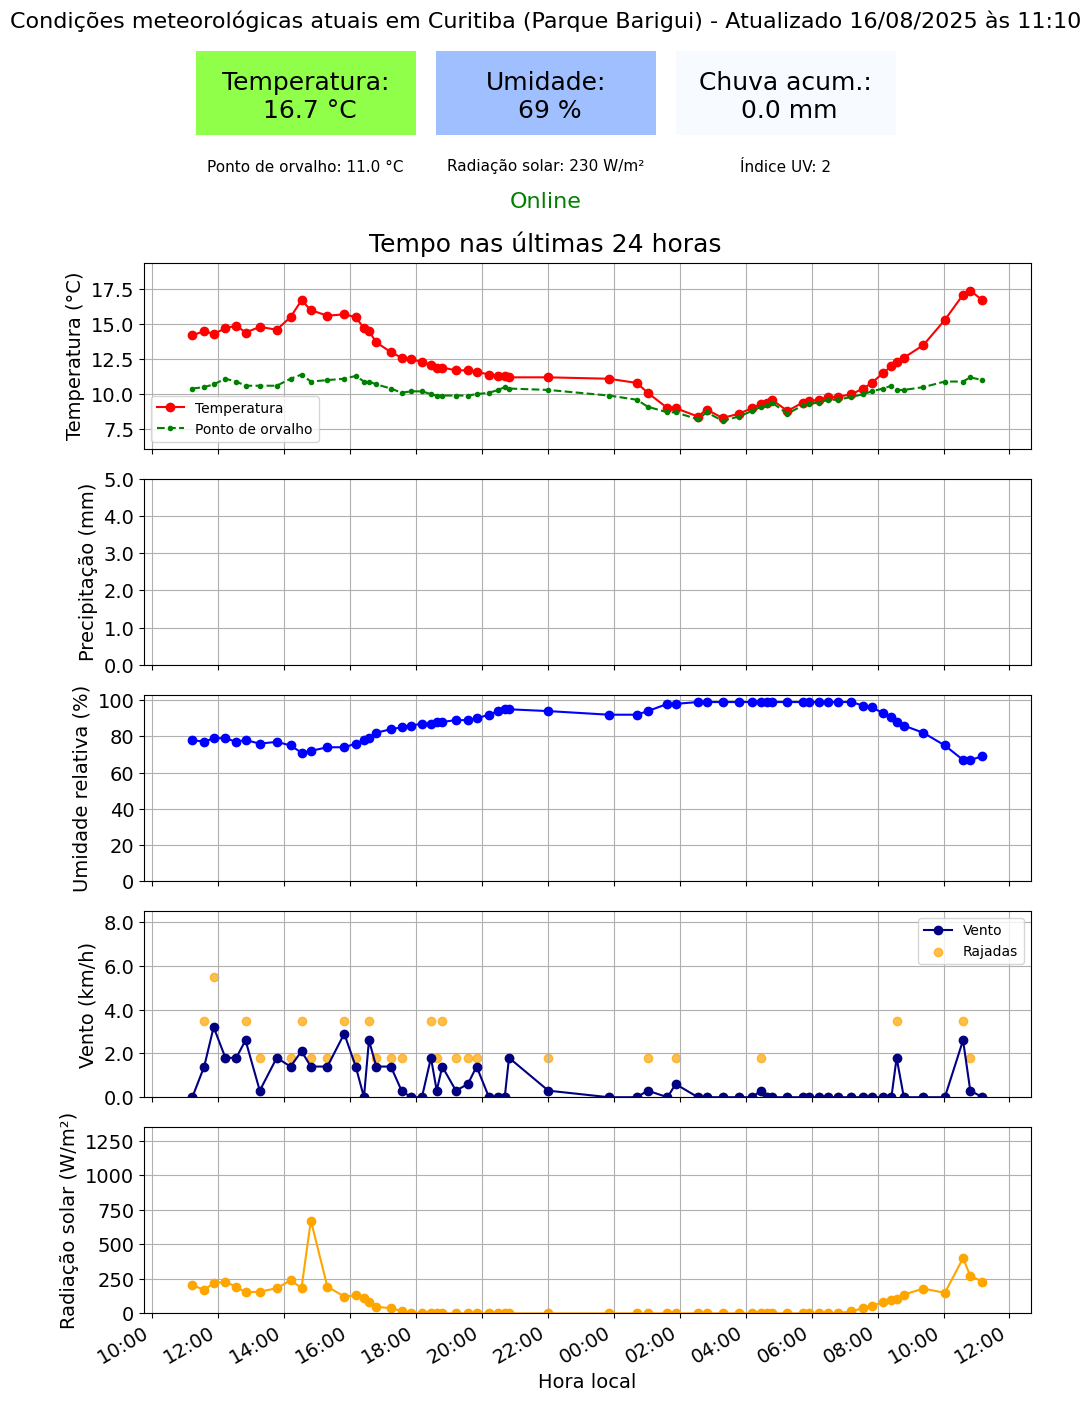 Condições meteorológicas atuais em Curitiba (Parque Barigui) - Atualizado 16/08/2025 às 11:10
Temperatura:
16.7 °C
Umidade:
69 %
Chuva acum.:
0.0 mm
Ponto de orvalho: 11.0 °C
Radiação solar: 230 W/m²
Índice UV: 2
Online
Tempo nas últimas 24 horas
Temperatura (°C)
17.5
15.0
12.5
10.0
7.5
Temperatura
Ponto de orvalho
Precipitação (mm)
5.0
4.0
3.0
2.0
1.0
0.0
Umidade relativa (%)
100
80
60
40
20
0
Vento (km/h)
8.0
6.0
4.0
2.0
0.0
Vento
Rajadas
Radiação solar (W/m²)
1250
1000
750
500
250
0
10:00
12:00
14:00
16:00
18:00
20:00
22:00
00:00
02:00
04:00
06:00
08:00
10:00
12:00
Hora local